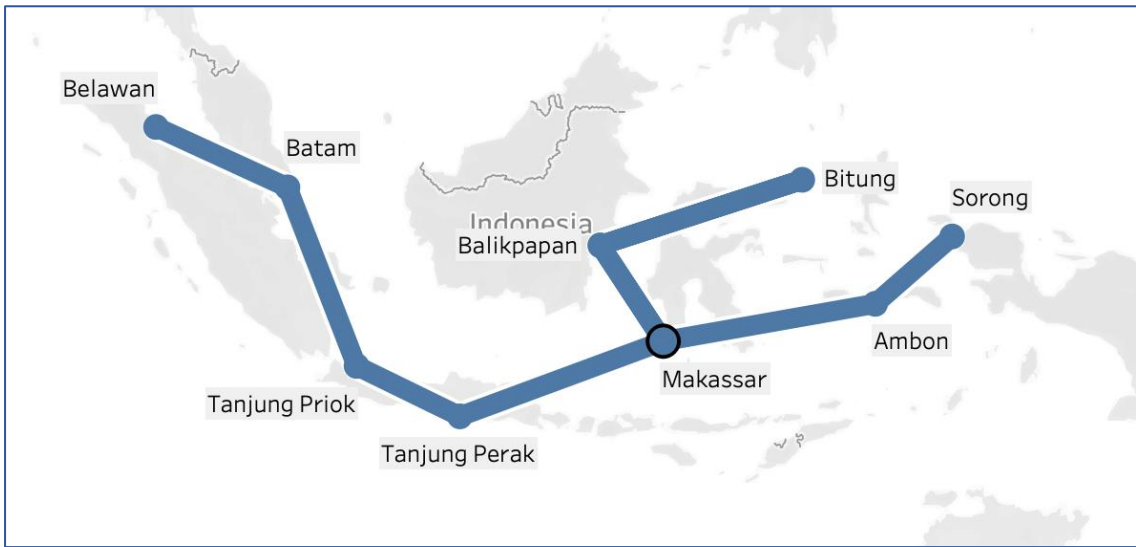 Belawan
Batam
Bitung
Sorong
Indonesia
Balikpapan
Ambon
Makassar
Tanjung Priok
Tanjung Perak